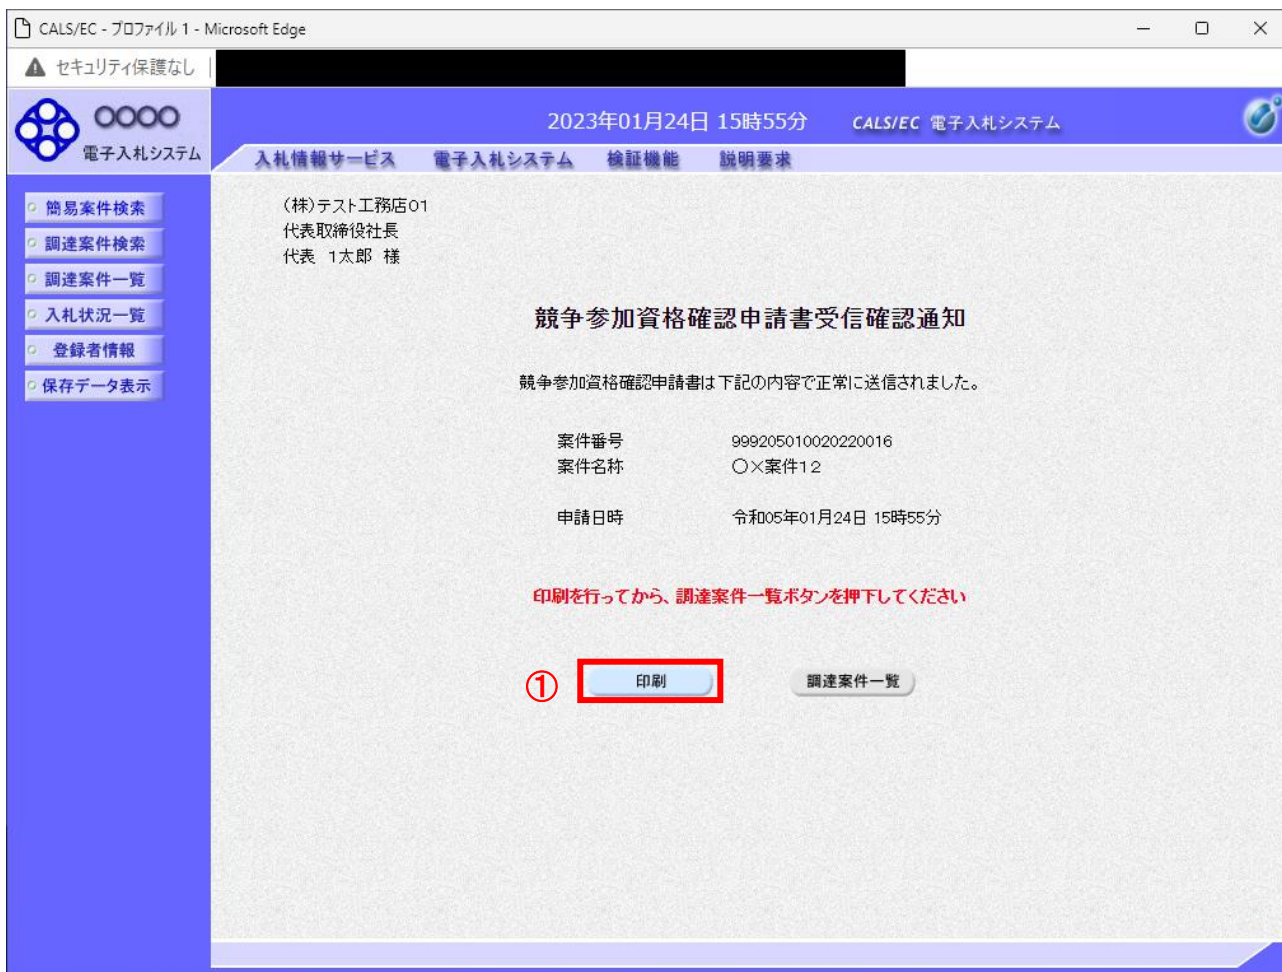 CALS/EC - プロファイル 1 - Microsoft Edge
セキュリティ保護なし
〇〇〇〇
電子入札システム
2023年01月24日 15時55分 CALS/EC 電子入札システム
入札情報サービス 電子入札システム 検証機能 説明要求
簡易案件検索
調達案件検索
調達案件一覧
入札状況一覧
登録者情報
保存データ表示
(株)テスト工務店01
代表取締役社長
代表 1太郎 様
競争参加資格確認申請書受信確認通知
競争参加資格確認申請書は下記の内容で正常に送信されました。
案件番号 999205010020220016
案件名称 〇×案件12
申請日時 令和05年01月24日 15時55分
印刷を行ってから、調達案件一覧ボタンを押下してください
① 印刷 調達案件一覧